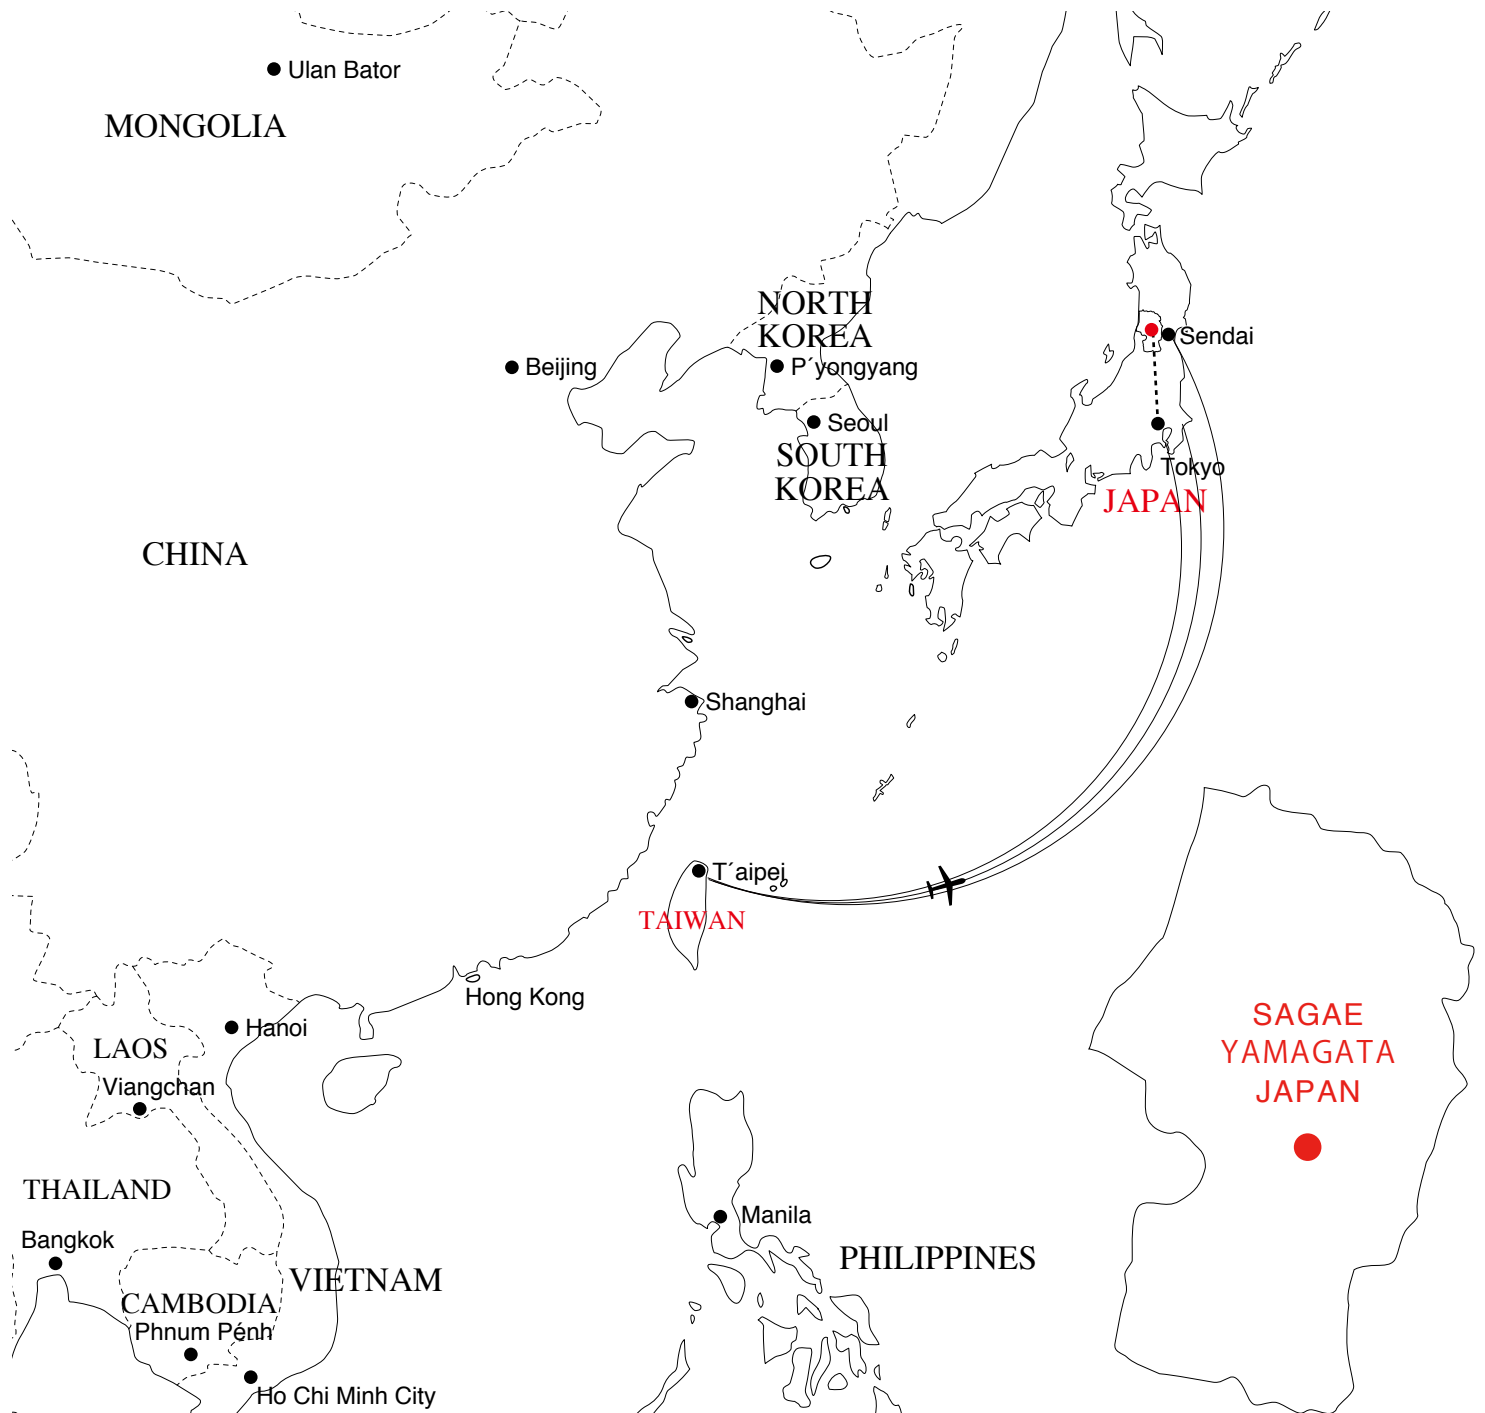 Ulan Bator
MONGOLIA
NORTH
KOREA
Sendai
Beijing
P´yongyang
Seoul
SOUTH
KOREA
Tokyo
JAPAN
CHINA
Shanghai
T´aipei
TAIWAN
Hong Kong
Hanoi
LAOS
Viangchan
SAGAE
YAMAGATA
JAPAN
THAILAND
Bangkok
Manila
PHILIPPINES
VIETNAM
CAMBODIA
Phnum Pénh
Ho Chi Minh City